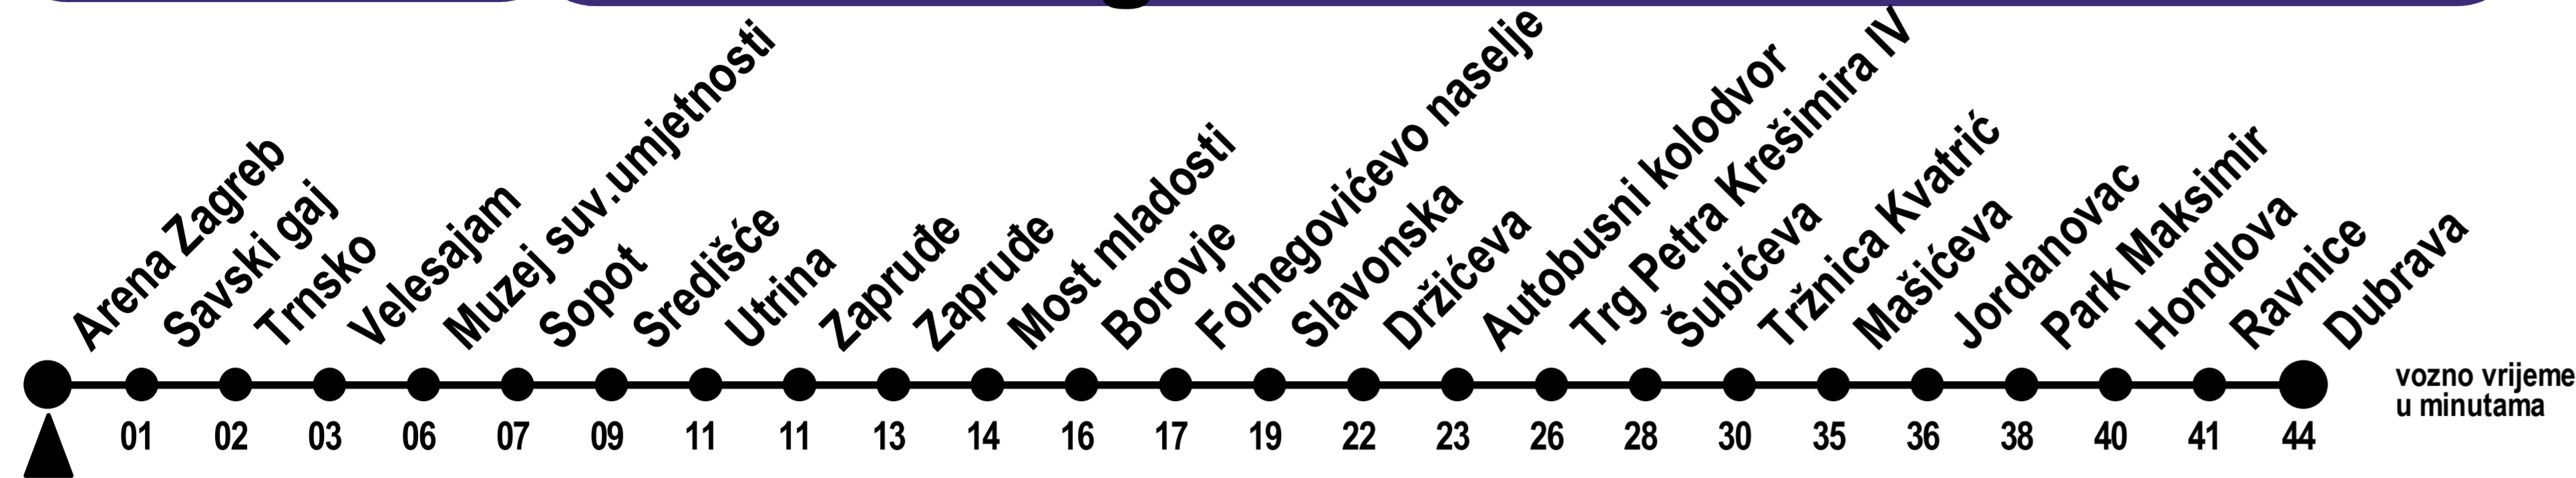 Arena Zagreb
Savski gaj
Trnsko
Velesajam
Muzej suv.umjetnosti
Sopot
Središće
Utrina
Zapruđe
Zapruđe
Most mladosti
Borovje
Folnegovićevo naselje
Slavonska
Držićeva
Autobusni kolodvor
Trg Petra Krešimira IV
Šubićeva
Tržnica Kvatrić
Mašićeva
Jordanovac
Park Maksimir
Hondlova
Ravnice
Dubrava
vozno vrijeme
u minutama
01 02 03 06 07 09 11 11 13 14 16 17 19 22 23 26 28 30 35 36 38 40 41 44